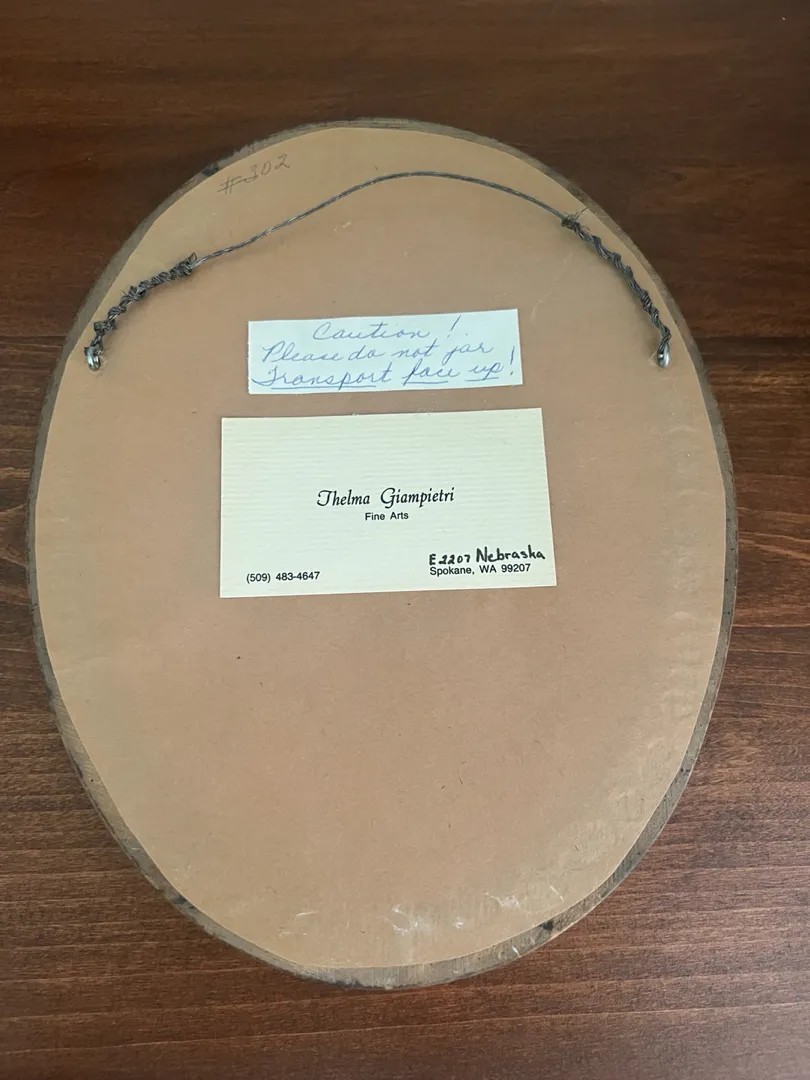 #302
Caution!
Please do not jar
Transport face up!
Thelma Giampietri
Fine Arts
(509) 483-4647
E 2207 Nebraska
Spokane, WA 99207